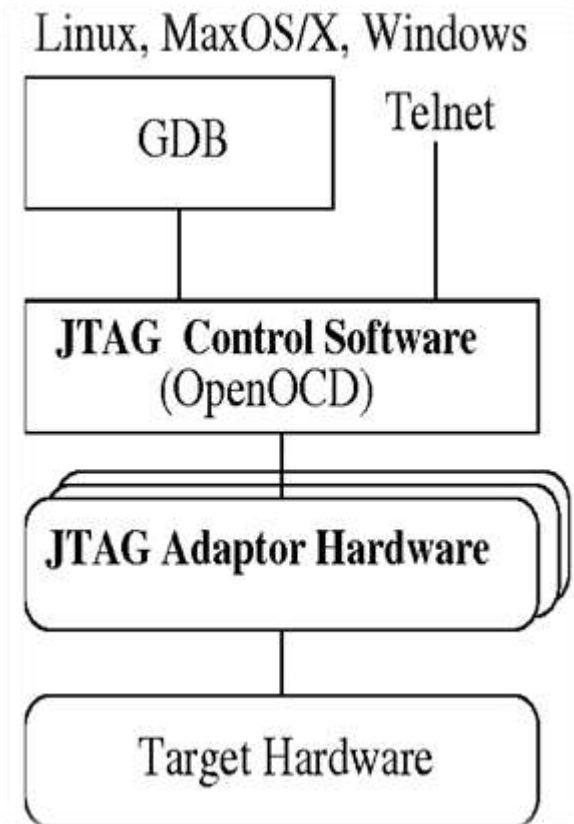 Linux, MaxOS/X, Windows
GDB
Telnet
JTAG Control Software
(OpenOCD)
JTAG Adaptor Hardware
Target Hardware